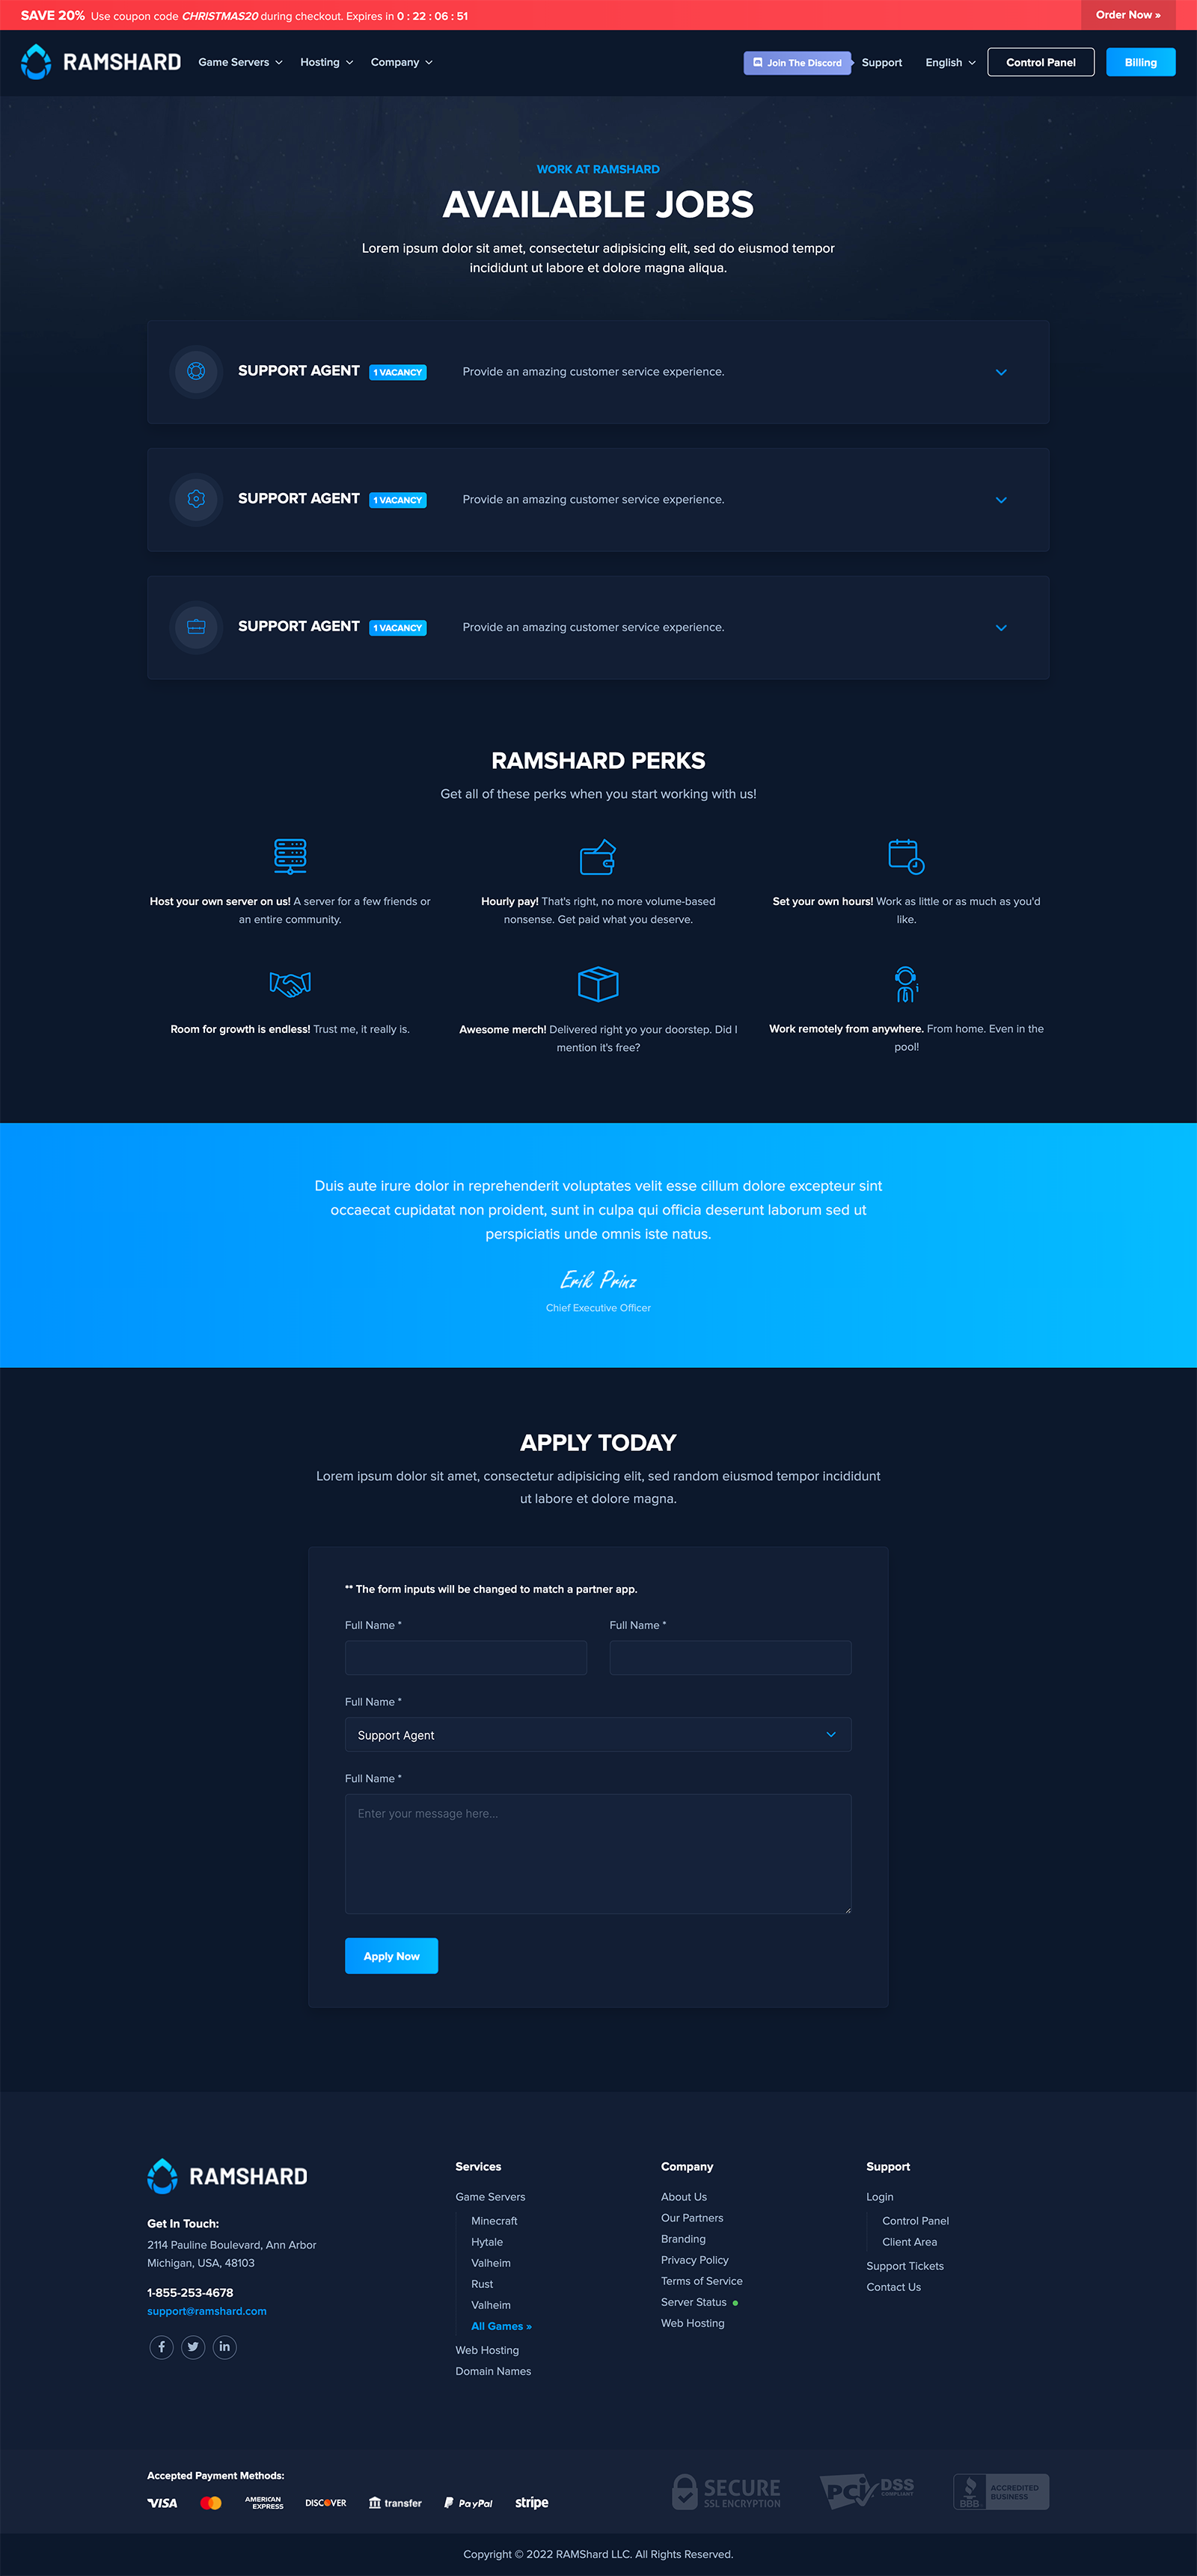 SAVE 20% Use coupon code CHRISTMAS20 during checkout. Expires in 0 : 22 : 06 : 51
Order Now »
RAMSHARD
Game Servers
Hosting
Company
Join The Discord
Support
English
Control Panel
Billing
WORK AT RAMSHARD
AVAILABLE JOBS
Lorem ipsum dolor sit amet, consectetur adipisicing elit, sed do eiusmod tempor
incididunt ut labore et dolore magna aliqua.
SUPPORT AGENT 1 VACANCY Provide an amazing customer service experience.
SUPPORT AGENT 1 VACANCY Provide an amazing customer service experience.
SUPPORT AGENT 1 VACANCY Provide an amazing customer service experience.
RAMSHARD PERKS
Get all of these perks when you start working with us!
Host your own server on us! A server for a few friends or
an entire community.
Hourly pay! That's right, no more volume-based
nonsense. Get paid what you deserve.
Set your own hours! Work as little or as much as you'd
like.
Room for growth is endless! Trust me, it really is.
Awesome merch! Delivered right yo your doorstep. Did I
mention it's free?
Work remotely from anywhere. From home. Even in the
pool!
Duis aute irure dolor in reprehenderit voluptates velit esse cillum dolore excepteur sint
occaecat cupidatat non proident, sunt in culpa qui officia deserunt laborum sed ut
perspiciatis unde omnis iste natus.
Erik Prinz
Chief Executive Officer
APPLY TODAY
Lorem ipsum dolor sit amet, consectetur adipisicing elit, sed random eiusmod tempor incididunt
ut labore et dolore magna.
** The form inputs will be changed to match a partner app.
Full Name *
Full Name *
Full Name *
Support Agent
Full Name *
Enter your message here...
Apply Now
RAMSHARD
Get In Touch:
2114 Pauline Boulevard, Ann Arbor
Michigan, USA, 48103
1-855-253-4678
support@ramshard.com
Services
Game Servers
Minecraft
Hytale
Valheim
Rust
Valheim
All Games »
Web Hosting
Domain Names
Company
About Us
Our Partners
Branding
Privacy Policy
Terms of Service
Server Status
Web Hosting
Support
Login
Control Panel
Client Area
Support Tickets
Contact Us
Accepted Payment Methods:
VISA
AMERICAN
EXPRESS
DISCOVER
transfer
PayPal
stripe
SECURE
SSL ENCRYPTION
PCI DSS
COMPLIANT
BBB
ACCREDITED
BUSINESS
Copyright © 2022 RAMShard LLC. All Rights Reserved.